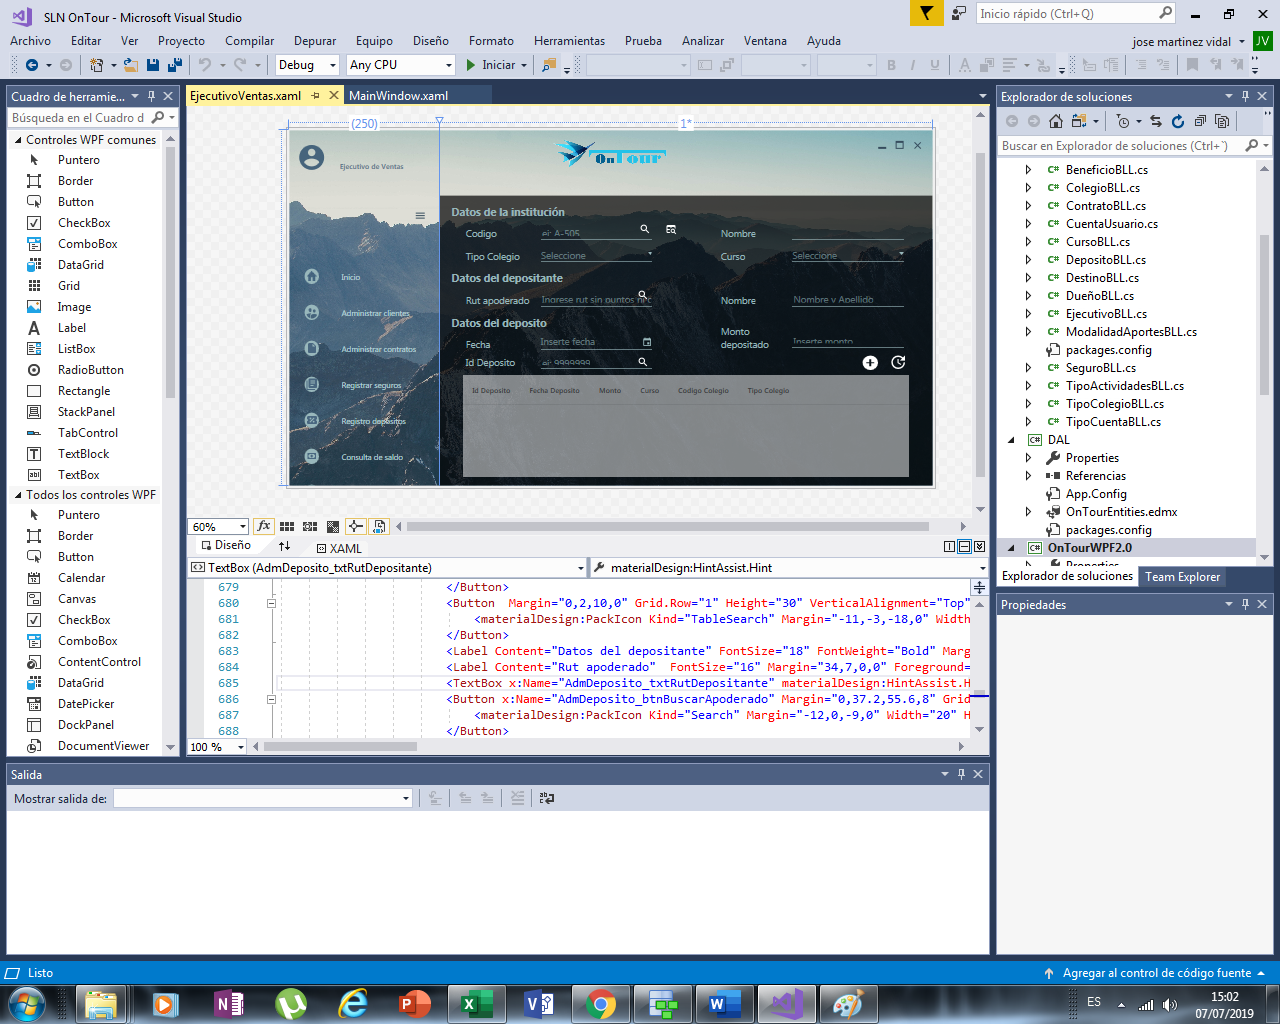 SLN OnTour - Microsoft Visual Studio
Inicio rápido (Ctrl+Q)
Archivo Editar Ver Proyecto Compilar Depurar Equipo Diseño Formato Herramientas Prueba Analizar Ventana Ayuda
jose martinez vidal JV
Debug Any CPU Iniciar
Cuadro de herramie...
Búsqueda en el Cuadro d
Controles WPF comunes
Puntero
Border
Button
CheckBox
ComboBox
DataGrid
Grid
Image
Label
ListBox
RadioButton
Rectangle
StackPanel
TabControl
TextBlock
TextBox
Todos los controles WPF
Puntero
Border
Button
Calendar
Canvas
CheckBox
ComboBox
ContentControl
DataGrid
DatePicker
DockPanel
DocumentViewer
EjecutivoVentas.xaml MainWindow.xaml
(250) 1*
Ejecutivo de Ventas
OnTour
Inicio
Administrar clientes
Administrar contratos
Registrar seguros
Registro depositos
Consulta de saldo
Datos de la institución
Codigo ej: A-505 Nombre
Tipo Colegio Seleccione Curso Seleccione
Datos del depositante
Rut apoderado Ingrese rut sin puntos ni g Nombre Nombre y Apellido
Datos del deposito
Fecha Inserte fecha Monto depositado Inserte monto
Id Deposito ej: 9999999
Id Deposito Fecha Deposito Monto Curso Codigo Colegio Tipo Colegio
60% fx
Diseño XAML
TextBox (AdmDeposito_txtRutDepositante) materialDesign:HintAssist.Hint
679 </Button>
680 <Button Margin="0,2,10,0" Grid.Row="1" Height="30" VerticalAlignment="Top"
681 <materialDesign:PackIcon Kind="TableSearch" Margin="-11,-3,-18,0" Width
682 </Button>
683 <Label Content="Datos del depositante" FontSize="18" FontWeight="Bold" Marg
684 <Label Content="Rut apoderado" FontSize="16" Margin="34,7,0,0" Foreground=
685 <TextBox x:Name="AdmDeposito_txtRutDepositante" materialDesign:HintAssist.H
686 <Button x:Name="AdmDeposito_btnBuscarApoderado" Margin="0,37.2,55.6,8" Grid
687 <materialDesign:PackIcon Kind="Search" Margin="-12,0,-9,0" Width="20" H
688 </Button>
100 %
Salida
Mostrar salida de:
Explorador de soluciones
Buscar en Explorador de soluciones (Ctrl+`)
BeneficioBLL.cs
ColegioBLL.cs
ContratoBLL.cs
CuentaUsuario.cs
CursoBLL.cs
DepositoBLL.cs
DestinoBLL.cs
DueñoBLL.cs
EjecutivoBLL.cs
ModalidadAportesBLL.cs
packages.config
SeguroBLL.cs
TipoActividadesBLL.cs
TipoColegioBLL.cs
TipoCuentaBLL.cs
DAL
Properties
Referencias
App.Config
OnTourEntities.edmx
packages.config
OnTourWPF2.0
Properties
Explorador de soluciones Team Explorer
Propiedades
Listo
Agregar al control de código fuente
ES
15:02
07/07/2019